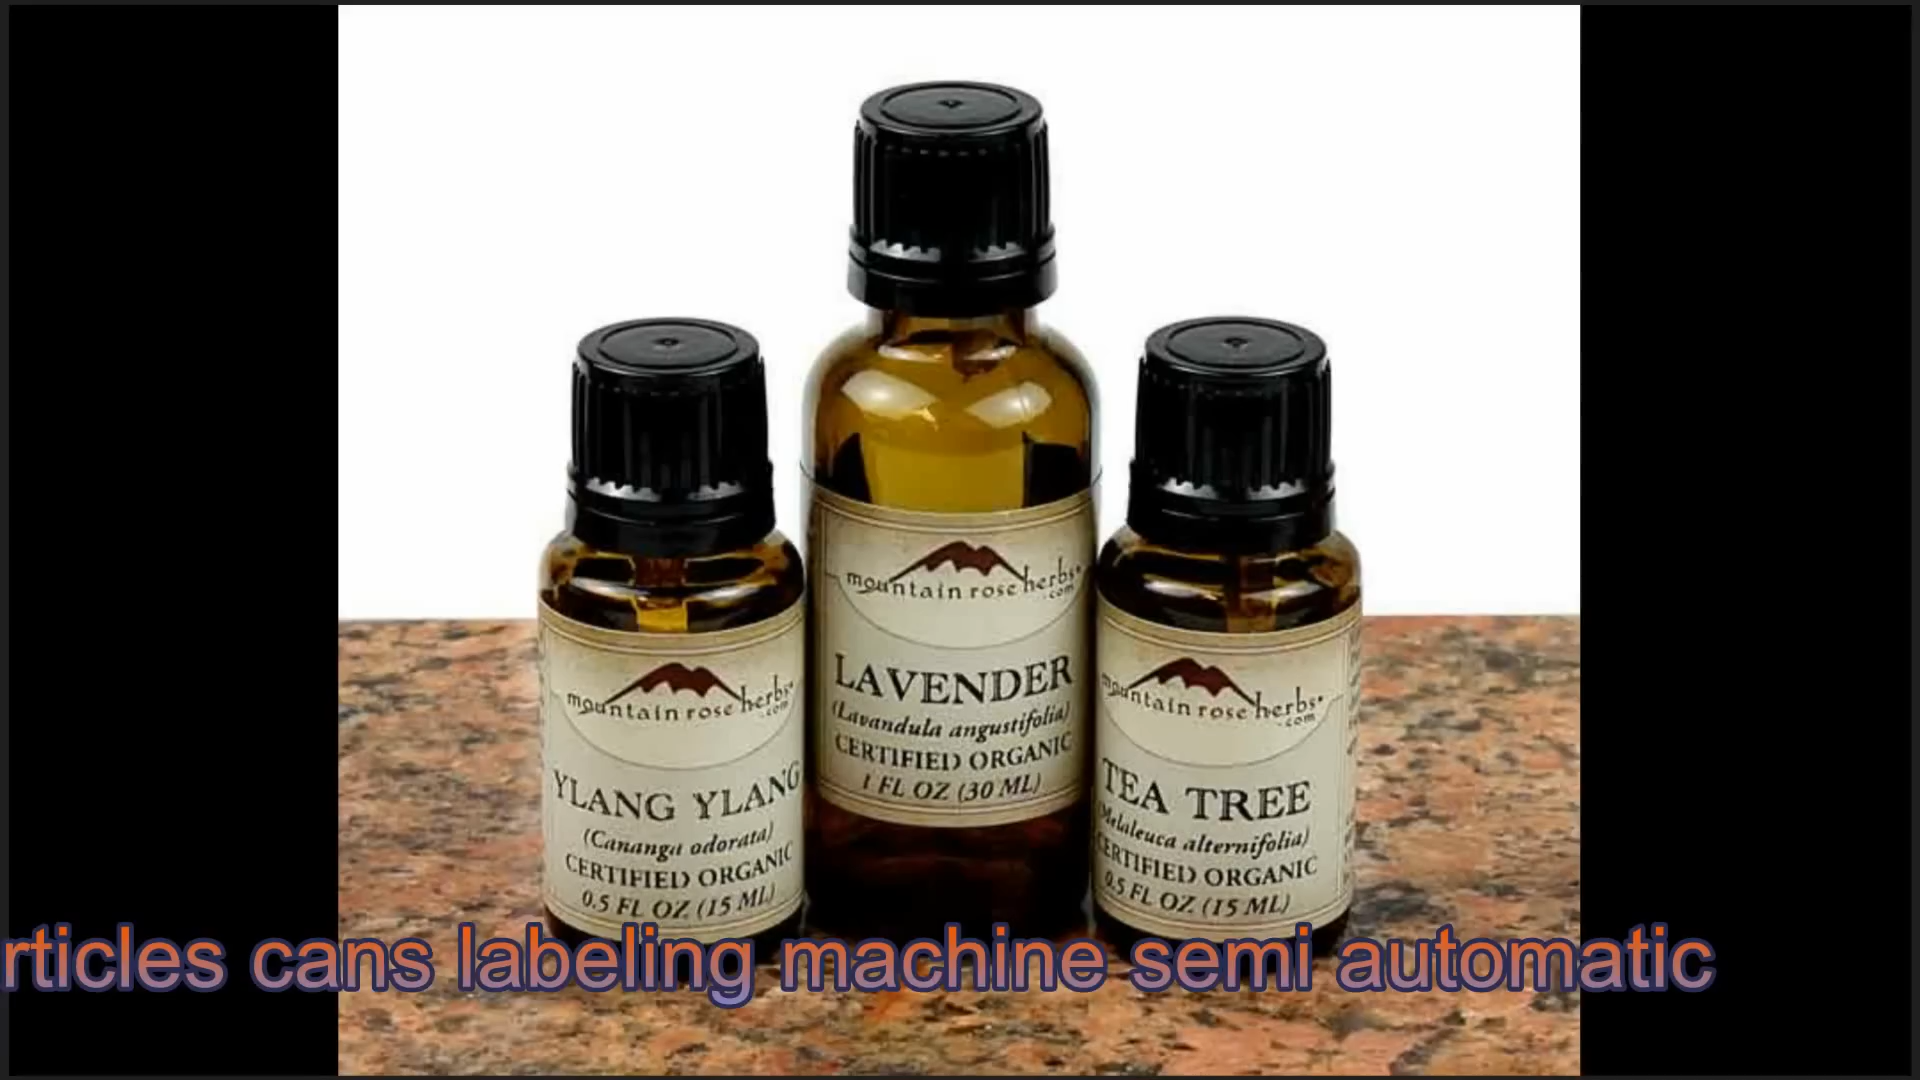 mountain rose herbs
.com
LAVENDER
(Lavandula angustifolia)
CERTIFIED ORGANIC
1 FL OZ (30 ML)
mountain rose herbs
.com
YLANG YLANG
(Cananga odorata)
CERTIFIED ORGANIC
0.5 FL OZ (15 ML)
mountain rose herbs
.com
TEA TREE
(Melaleuca alternifolia)
CERTIFIED ORGANIC
0.5 FL OZ (15 ML)
rticles cans labeling machine semi automatic